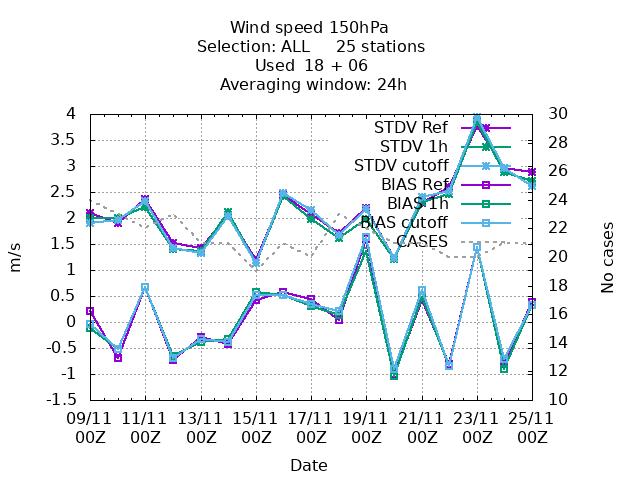 Wind speed 150hPa
Selection: ALL 25 stations
Used 18 + 06
Averaging window: 24h
4
3.5
3
2.5
2
1.5
1
0.5
0
-0.5
-1
-1.5
m/s
30
28
26
24
22
20
18
16
14
12
10
No cases
STDV Ref
STDV 1h
STDV cutoff
BIAS Ref
BIAS 1h
BIAS cutoff
CASES
09/11 11/11 13/11 15/11 17/11 19/11 21/11 23/11 25/11
00Z 00Z 00Z 00Z 00Z 00Z 00Z 00Z 00Z
Date